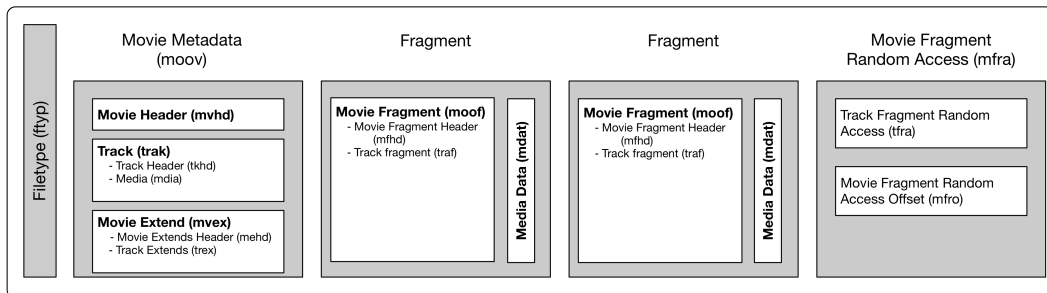 Filetype (ftyp)
Movie Metadata
(moov)
Movie Header (mvhd)
Track (trak)
- Track Header (tkhd)
- Media (mdia)
Movie Extend (mvex)
- Movie Extends Header (mehd)
- Track Extends (trex)
Fragment
Movie Fragment (moof)
- Movie Fragment Header
(mfhd)
- Track fragment (traf)
Media Data (mdat)
Fragment
Movie Fragment (moof)
- Movie Fragment Header
(mfhd)
- Track fragment (traf)
Media Data (mdat)
Movie Fragment
Random Access (mfra)
Track Fragment Random
Access (tfra)
Movie Fragment Random
Access Offset (mfro)